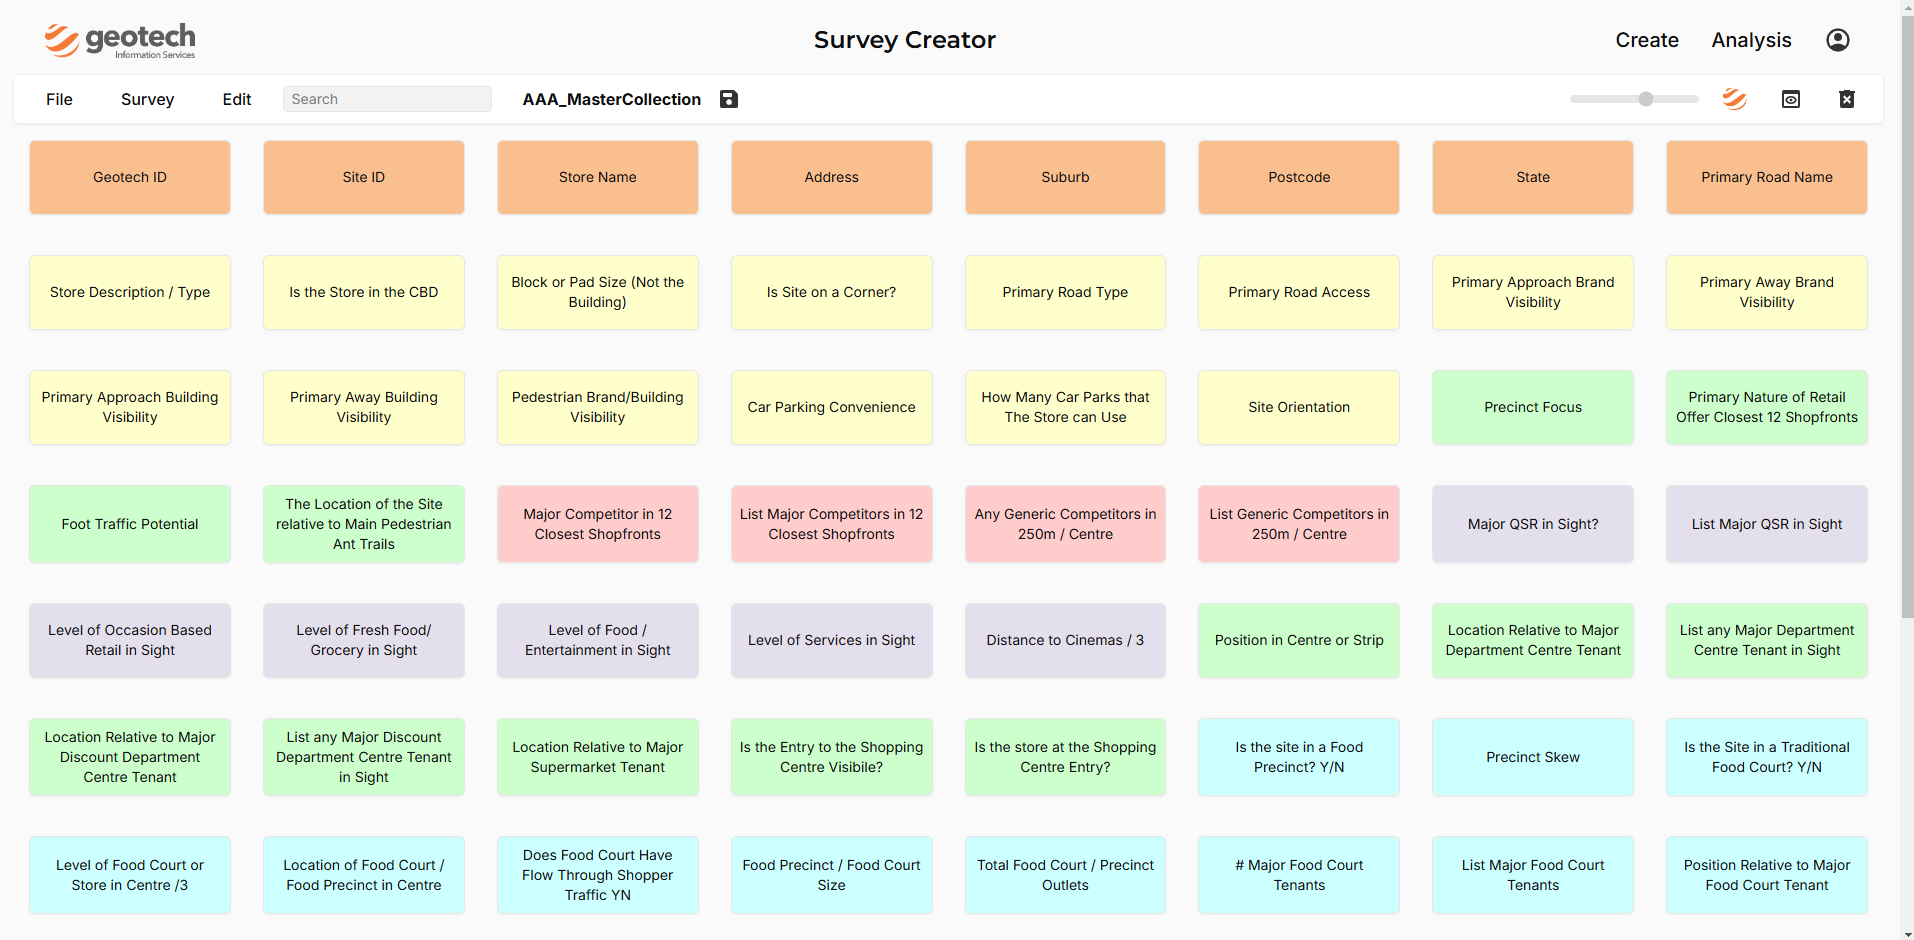 geotech
Information Services
Survey Creator
Create
Analysis
File
Survey
Edit
Search
AAA_MasterCollection
Geotech ID
Site ID
Store Name
Address
Suburb
Postcode
State
Primary Road Name
Store Description / Type
Is the Store in the CBD
Block or Pad Size (Not the
Building)
Is Site on a Corner?
Primary Road Type
Primary Road Access
Primary Approach Brand
Visibility
Primary Away Brand
Visibility
Primary Approach Building
Visibility
Primary Away Building
Visibility
Pedestrian Brand/Building
Visibility
Car Parking Convenience
How Many Car Parks that
The Store can Use
Site Orientation
Precinct Focus
Primary Nature of Retail
Offer Closest 12 Shopfronts
Foot Traffic Potential
The Location of the Site
relative to Main Pedestrian
Ant Trails
Major Competitor in 12
Closest Shopfronts
List Major Competitors in 12
Closest Shopfronts
Any Generic Competitors in
250m / Centre
List Generic Competitors in
250m / Centre
Major QSR in Sight?
List Major QSR in Sight
Level of Occasion Based
Retail in Sight
Level of Fresh Food/
Grocery in Sight
Level of Food /
Entertainment in Sight
Level of Services in Sight
Distance to Cinemas / 3
Position in Centre or Strip
Location Relative to Major
Department Centre Tenant
List any Major Department
Centre Tenant in Sight
Location Relative to Major
Discount Department
Centre Tenant
List any Major Discount
Department Centre Tenant
in Sight
Location Relative to Major
Supermarket Tenant
Is the Entry to the Shopping
Centre Visibile?
Is the store at the Shopping
Centre Entry?
Is the site in a Food
Precinct? Y/N
Precinct Skew
Is the Site in a Traditional
Food Court? Y/N
Level of Food Court or
Store in Centre /3
Location of Food Court /
Food Precinct in Centre
Does Food Court Have
Flow Through Shopper
Traffic YN
Food Precinct / Food Court
Size
Total Food Court / Precinct
Outlets
# Major Food Court
Tenants
List Major Food Court
Tenants
Position Relative to Major
Food Court Tenant